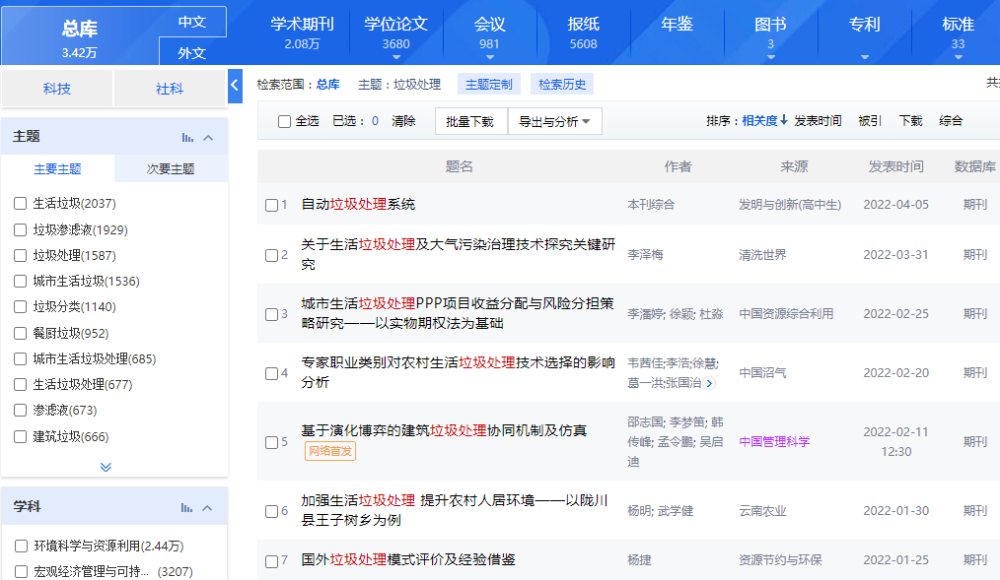 总库
3.42万
中文
外文
学术期刊
2.08万
学位论文
3680
会议
981
报纸
5608
年鉴
图书
3
专利
标准
33
科技
社科
检索范围：总库 主题：垃圾处理 主题定制 检索历史
全选 已选：0 清除 批量下载 导出与分析 排序：相关度 发表时间 被引 下载 综合
主题
主要主题 次要主题
生活垃圾(2037)
垃圾渗滤液(1929)
垃圾处理(1587)
城市生活垃圾(1536)
垃圾分类(1140)
餐厨垃圾(952)
城市生活垃圾处理(685)
生活垃圾处理(677)
渗滤液(673)
建筑垃圾(666)
学科
环境科学与资源利用(2.44万)
宏观经济管理与可持... (3207)
题名 作者 来源 发表时间 数据库
1 自动垃圾处理系统 本刊综合 发明与创新(高中生) 2022-04-05 期刊
2 关于生活垃圾处理及大气污染治理技术探究关键研
究 李泽梅 清洗世界 2022-03-31 期刊
3 城市生活垃圾处理PPP项目收益分配与风险分担策
略研究——以实物期权法为基础 李潘婷; 徐颖; 杜淼 中国资源综合利用 2022-02-25 期刊
4 专家职业类别对农村生活垃圾处理技术选择的影响
分析 韦茜佳;李浩;徐慧;
葛一洪;张国治 中国沼气 2022-02-20 期刊
5 基于演化博弈的建筑垃圾处理协同机制及仿真
网络首发
邵志国; 李梦笛; 韩
传峰; 孟令鹏; 吴启
迪
中国管理科学
2022-02-11
12:30
期刊
6 加强生活垃圾处理 提升农村人居环境——以陇川
县王子树乡为例 杨明; 武学健 云南农业 2022-01-30 期刊
7 国外垃圾处理模式评价及经验借鉴 杨捷 资源节约与环保 2022-01-25 期刊